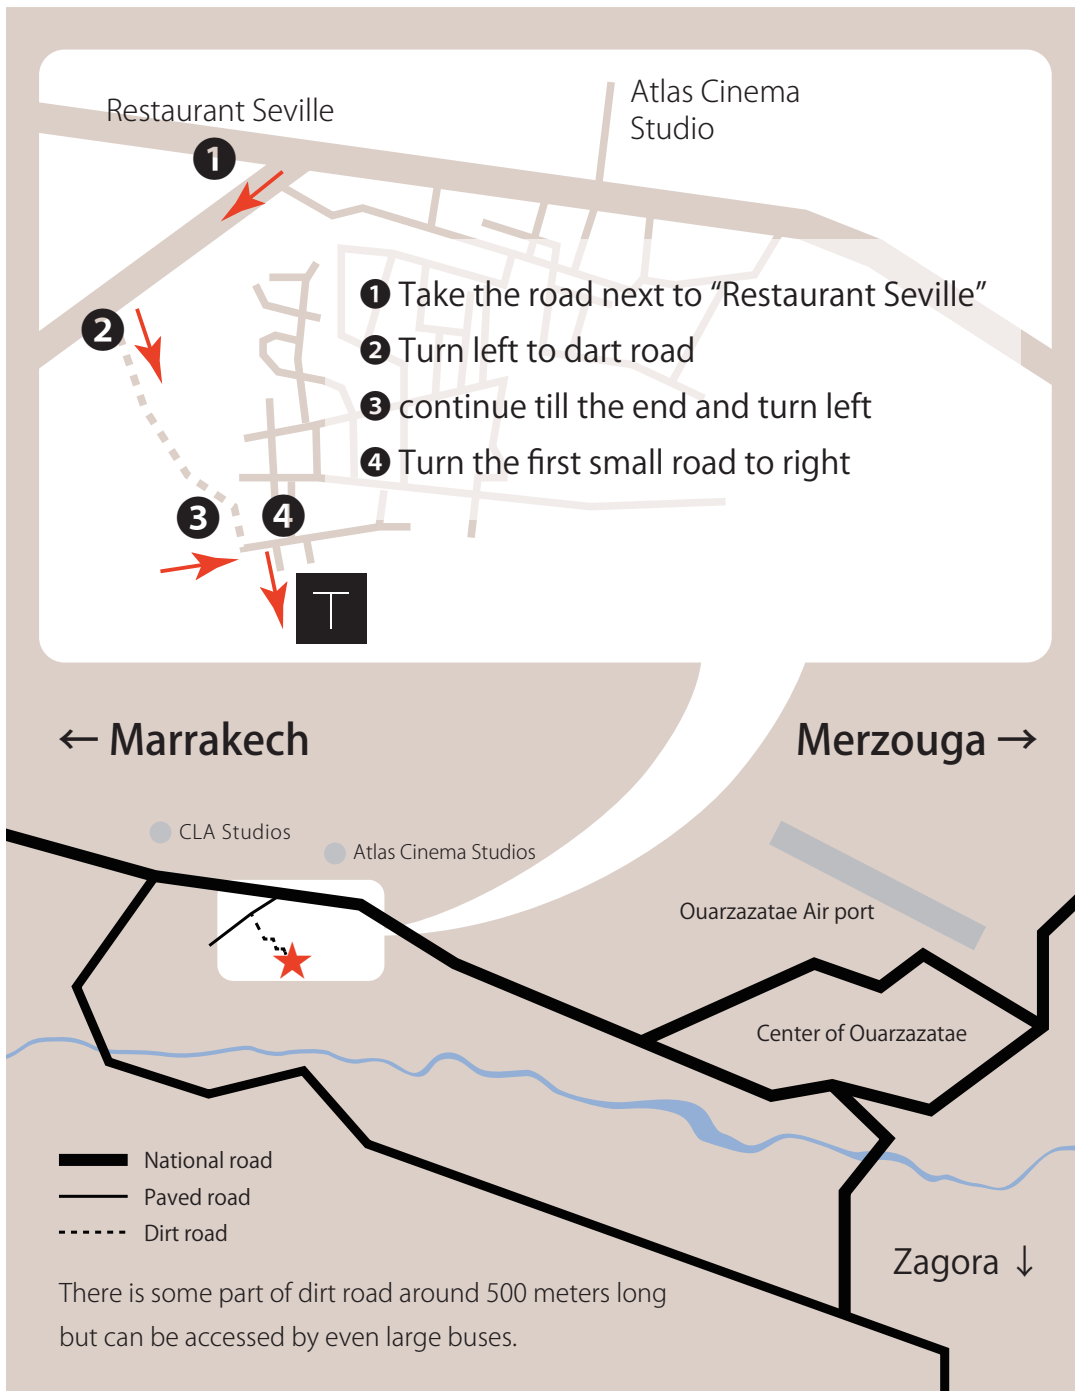 Restaurant Seville
Atlas Cinema
Studio
1
2
3
4
❶ Take the road next to “Restaurant Seville”
❷ Turn left to dart road
❸ continue till the end and turn left
❹ Turn the first small road to right
T
← Marrakech
Merzouga →
CLA Studios
Atlas Cinema Studios
Ouarzazatae Air port
Center of Ouarzazatae
National road
Paved road
Dirt road
Zagora ↓
There is some part of dirt road around 500 meters long
but can be accessed by even large buses.